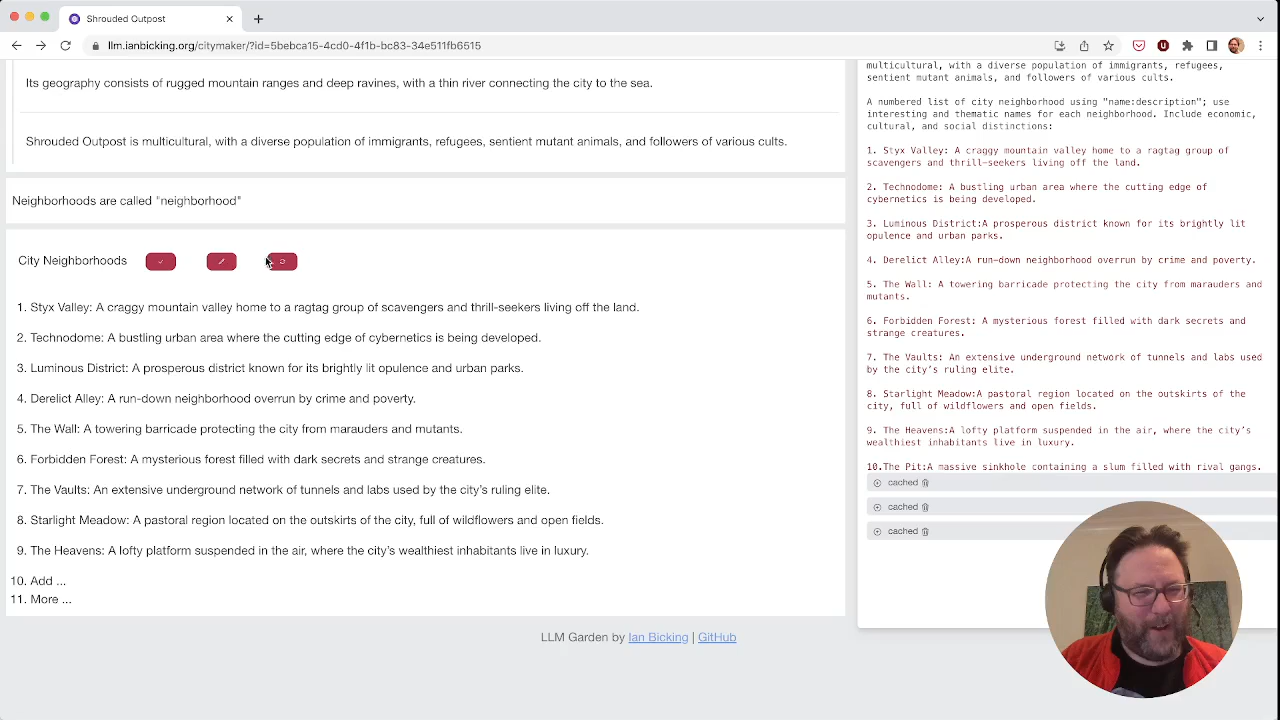 Shrouded Outpost
llm.ianbicking.org/citymaker/?id=5bebca15-4cd0-4f1b-bc83-34e511fb6515
Its geography consists of rugged mountain ranges and deep ravines, with a thin river connecting the city to the sea.
Shrouded Outpost is multicultural, with a diverse population of immigrants, refugees, sentient mutant animals, and followers of various cults.
Neighborhoods are called "neighborhood"
City Neighborhoods
1. Styx Valley: A craggy mountain valley home to a ragtag group of scavengers and thrill-seekers living off the land.
2. Technodome: A bustling urban area where the cutting edge of cybernetics is being developed.
3. Luminous District: A prosperous district known for its brightly lit opulence and urban parks.
4. Derelict Alley: A run-down neighborhood overrun by crime and poverty.
5. The Wall: A towering barricade protecting the city from marauders and mutants.
6. Forbidden Forest: A mysterious forest filled with dark secrets and strange creatures.
7. The Vaults: An extensive underground network of tunnels and labs used by the city's ruling elite.
8. Starlight Meadow: A pastoral region located on the outskirts of the city, full of wildflowers and open fields.
9. The Heavens: A lofty platform suspended in the air, where the city's wealthiest inhabitants live in luxury.
10. Add ...
11. More ...
LLM Garden by Ian Bicking | GitHub
multicultural, with a diverse population of immigrants, refugees,
sentient mutant animals, and followers of various cults.
A numbered list of city neighborhood using "name:description"; use
interesting and thematic names for each neighborhood. Include economic,
cultural, and social distinctions:
1. Styx Valley: A craggy mountain valley home to a ragtag group of
scavengers and thrill-seekers living off the land.
2. Technodome: A bustling urban area where the cutting edge of
cybernetics is being developed.
3. Luminous District:A prosperous district known for its brightly lit
opulence and urban parks.
4. Derelict Alley:A run-down neighborhood overrun by crime and poverty.
5. The Wall: A towering barricade protecting the city from marauders and
mutants.
6. Forbidden Forest: A mysterious forest filled with dark secrets and
strange creatures.
7. The Vaults: An extensive underground network of tunnels and labs used
by the city's ruling elite.
8. Starlight Meadow:A pastoral region located on the outskirts of the
city, full of wildflowers and open fields.
9. The Heavens:A lofty platform suspended in the air, where the city's
wealthiest inhabitants live in luxury.
10.The Pit:A massive sinkhole containing a slum filled with rival gangs.
cached
cached
cached